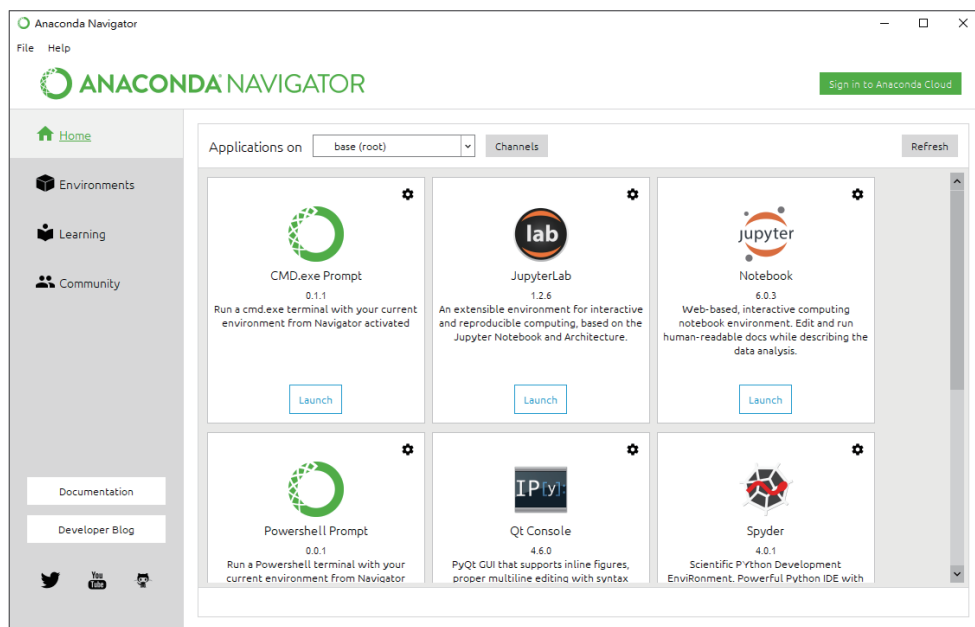 Anaconda Navigator
File Help
ANACONDA NAVIGATOR
Sign in to Anaconda Cloud
Home
Environments
Learning
Community
Documentation
Developer Blog
You
Tube
Applications on base (root) Channels Refresh
lab
CMD.exe Prompt
0.1.1
Run a cmd.exe terminal with your current
environment from Navigator activated
Launch
JupyterLab
1.2.6
An extensible environment for interactive
and reproducible computing, based on the
Jupyter Notebook and Architecture.
Launch
jupyter
Notebook
6.0.3
Web-based, interactive computing
notebook environment. Edit and run
human-readable docs while describing the
data analysis.
Launch
Powershell Prompt
0.0.1
Run a Powershell terminal with your
current environment from Navigator
IP[y]:
Qt Console
4.6.0
PyQt GUI that supports inline figures,
proper multiline editing with syntax
Spyder
4.0.1
Scientific PYthon Development
EnviRonment. Powerful Python IDE with